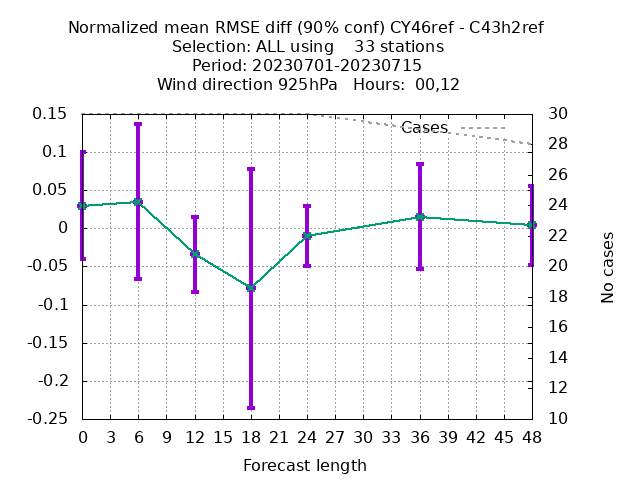 Normalized mean RMSE diff (90% conf) CY46ref - C43h2ref
Selection: ALL using    33 stations
Period: 20230701-20230715
Wind direction 925hPa   Hours:  00,12
0.15
0.1
0.05
0
-0.05
-0.1
-0.15
-0.2
-0.25
Cases
30
28
26
24
22
20
18
16
14
12
10
No cases
0 3 6 9 12 15 18 21 24 27 30 33 36 39 42 45 48
Forecast length